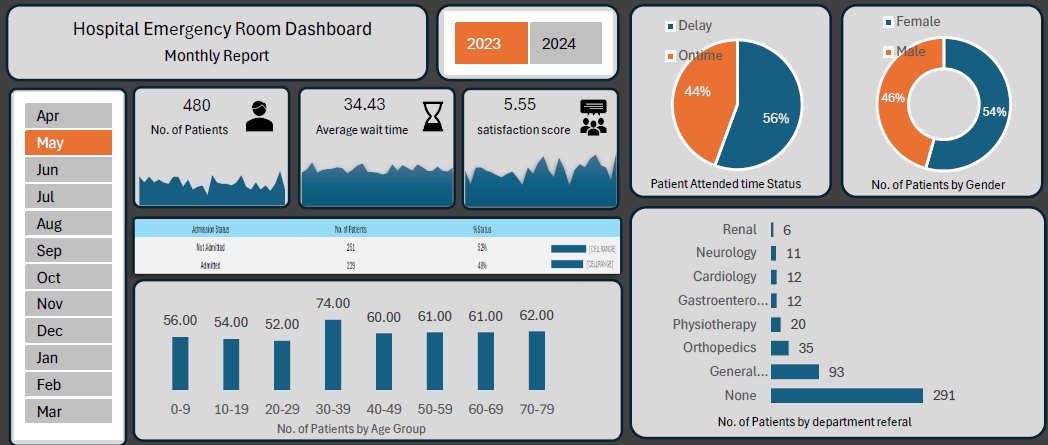 Hospital Emergency Room Dashboard
Monthly Report
2023
2024
Apr
May
Jun
Jul
Aug
Sep
Oct
Nov
Dec
Jan
Feb
Mar
480
No. of Patients
34.43
Average wait time
5.55
satisfaction score
Admission Status No. of Patients % Status
Not Admitted 251 52% [CELLRANGE]
Admitted 229 48% [CELLRANGE]
56.00 54.00 52.00 74.00 60.00 61.00 61.00 62.00
0-9 10-19 20-29 30-39 40-49 50-59 60-69 70-79
No. of Patients by Age Group
Delay
Ontime
44%
56%
Patient Attended time Status
Female
Male
46%
54%
No. of Patients by Gender
Renal 6
Neurology 11
Cardiology 12
Gastroentero... 12
Physiotherapy 20
Orthopedics 35
General... 93
None 291
No. of Patients by department referal